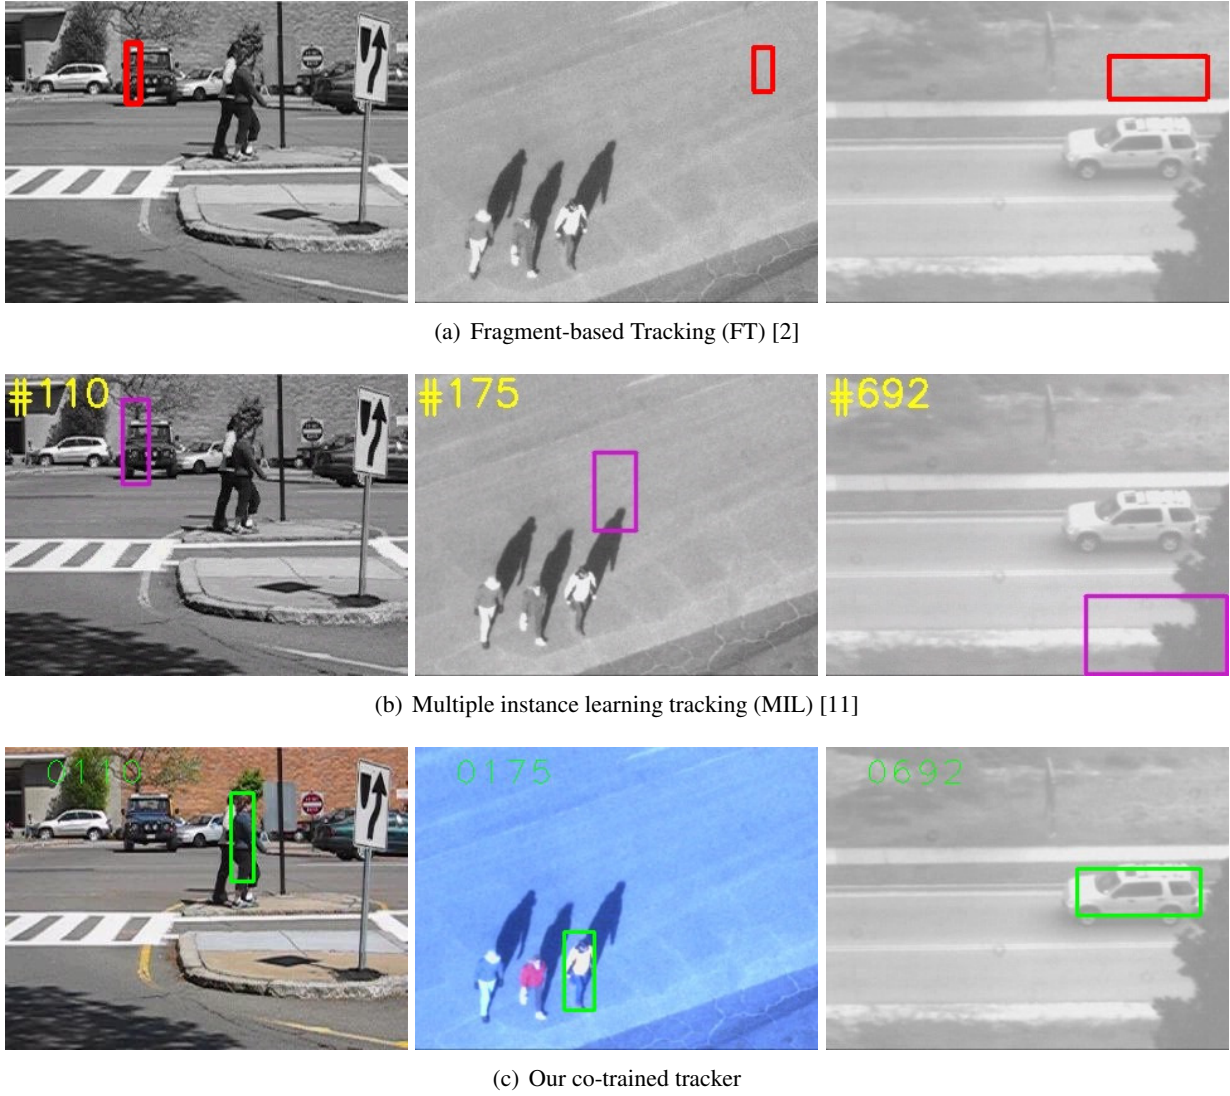 (a) Fragment-based Tracking (FT) [2]
#110
#175
#692
(b) Multiple instance learning tracking (MIL) [11]
0110
0175
0692
(c) Our co-trained tracker